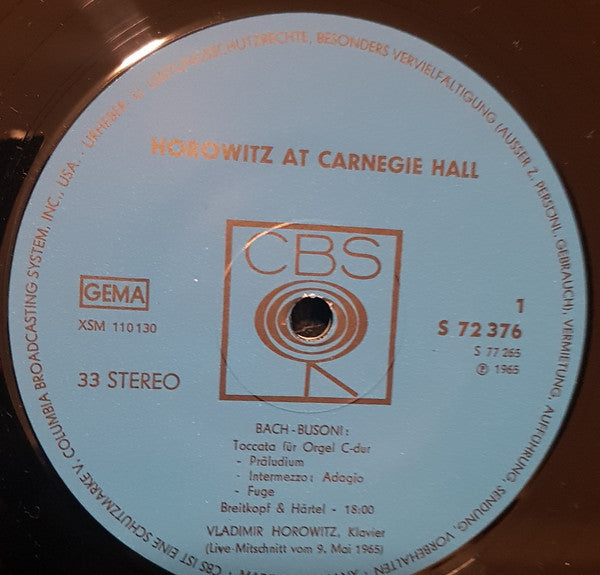 HOROWITZ AT CARNEGIE HALL
CBS
GEMA
XSM 110130
33 STEREO
1
S 72 376
S 77 265
℗ 1965
BACH-BUSONI:
Toccata für Orgel C-dur
- Präludium
- Intermezzo: Adagio
- Fuge
Breitkopf & Härtel - 18:00
VLADIMIR HOROWITZ, Klavier
(Live-Mitschnitt vom 9. Mai 1965)
CBS IST EINE SCHUTZMARKE V. COLUMBIA BROADCASTING SYSTEM, INC., USA. · URHEBER- U. LEISTUNGSSCHUTZRECHTE, BESONDERS VERVIELFÄLTIGUNG (AUSSER Z. PERSÖNL. GEBRAUCH), VERMIETUNG, AUFFÜHRUNG, SENDUNG, VORBEHALTEN ·